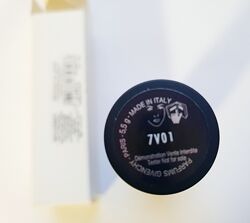 MADE IN ITALY
7V01
Démonstration Vente Interdite
Tester Not for sale
PARFUMS GIVENCHY - PARIS - 5,5 g -